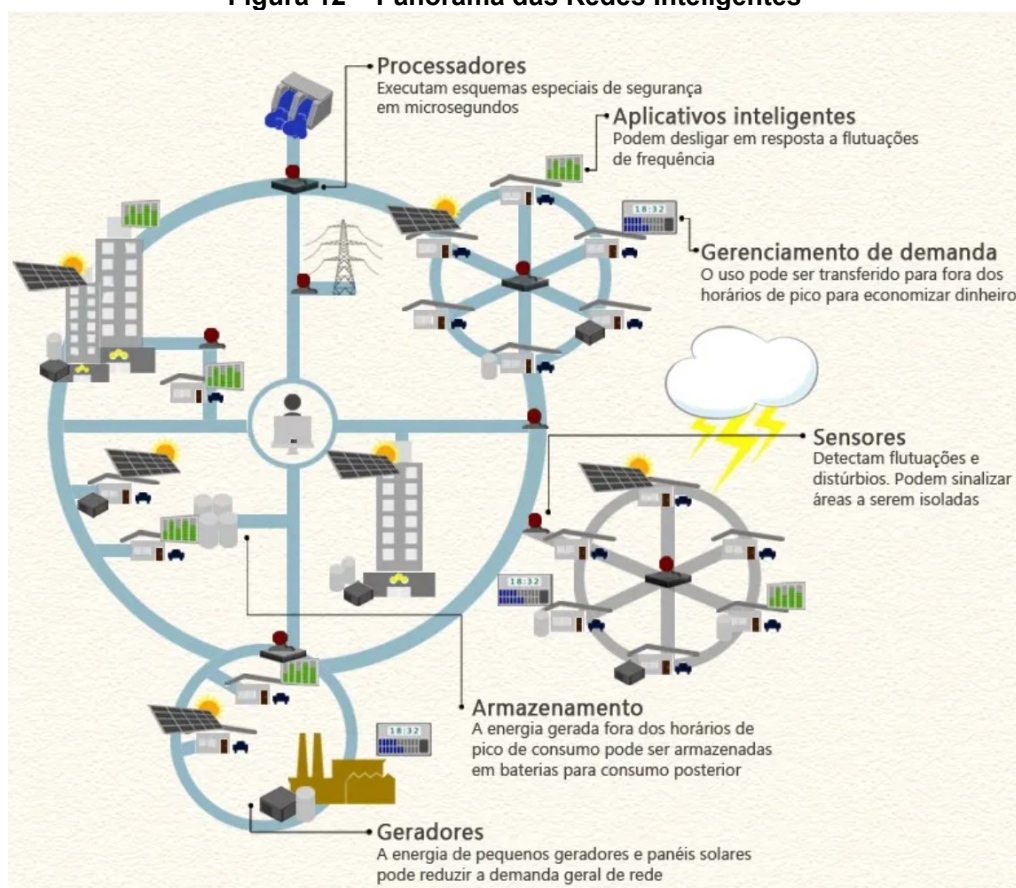 Figura 12 – Panorama das Redes Inteligentes
Processadores
Executam esquemas especiais de segurança
em microsegundos
Aplicativos inteligentes
Podem desligar em resposta a flutuações
de frequência
18:32
Gerenciamento de demanda
O uso pode ser transferido para fora dos
horários de pico para economizar dinheiro
Sensores
Detectam flutuações e
distúrbios. Podem sinalizar
áreas a serem isoladas
18:32
Armazenamento
A energia gerada fora dos horários de
pico de consumo pode ser armazenadas
em baterias para consumo posterior
18:32
Geradores
A energia de pequenos geradores e panéis solares
pode reduzir a demanda geral de rede